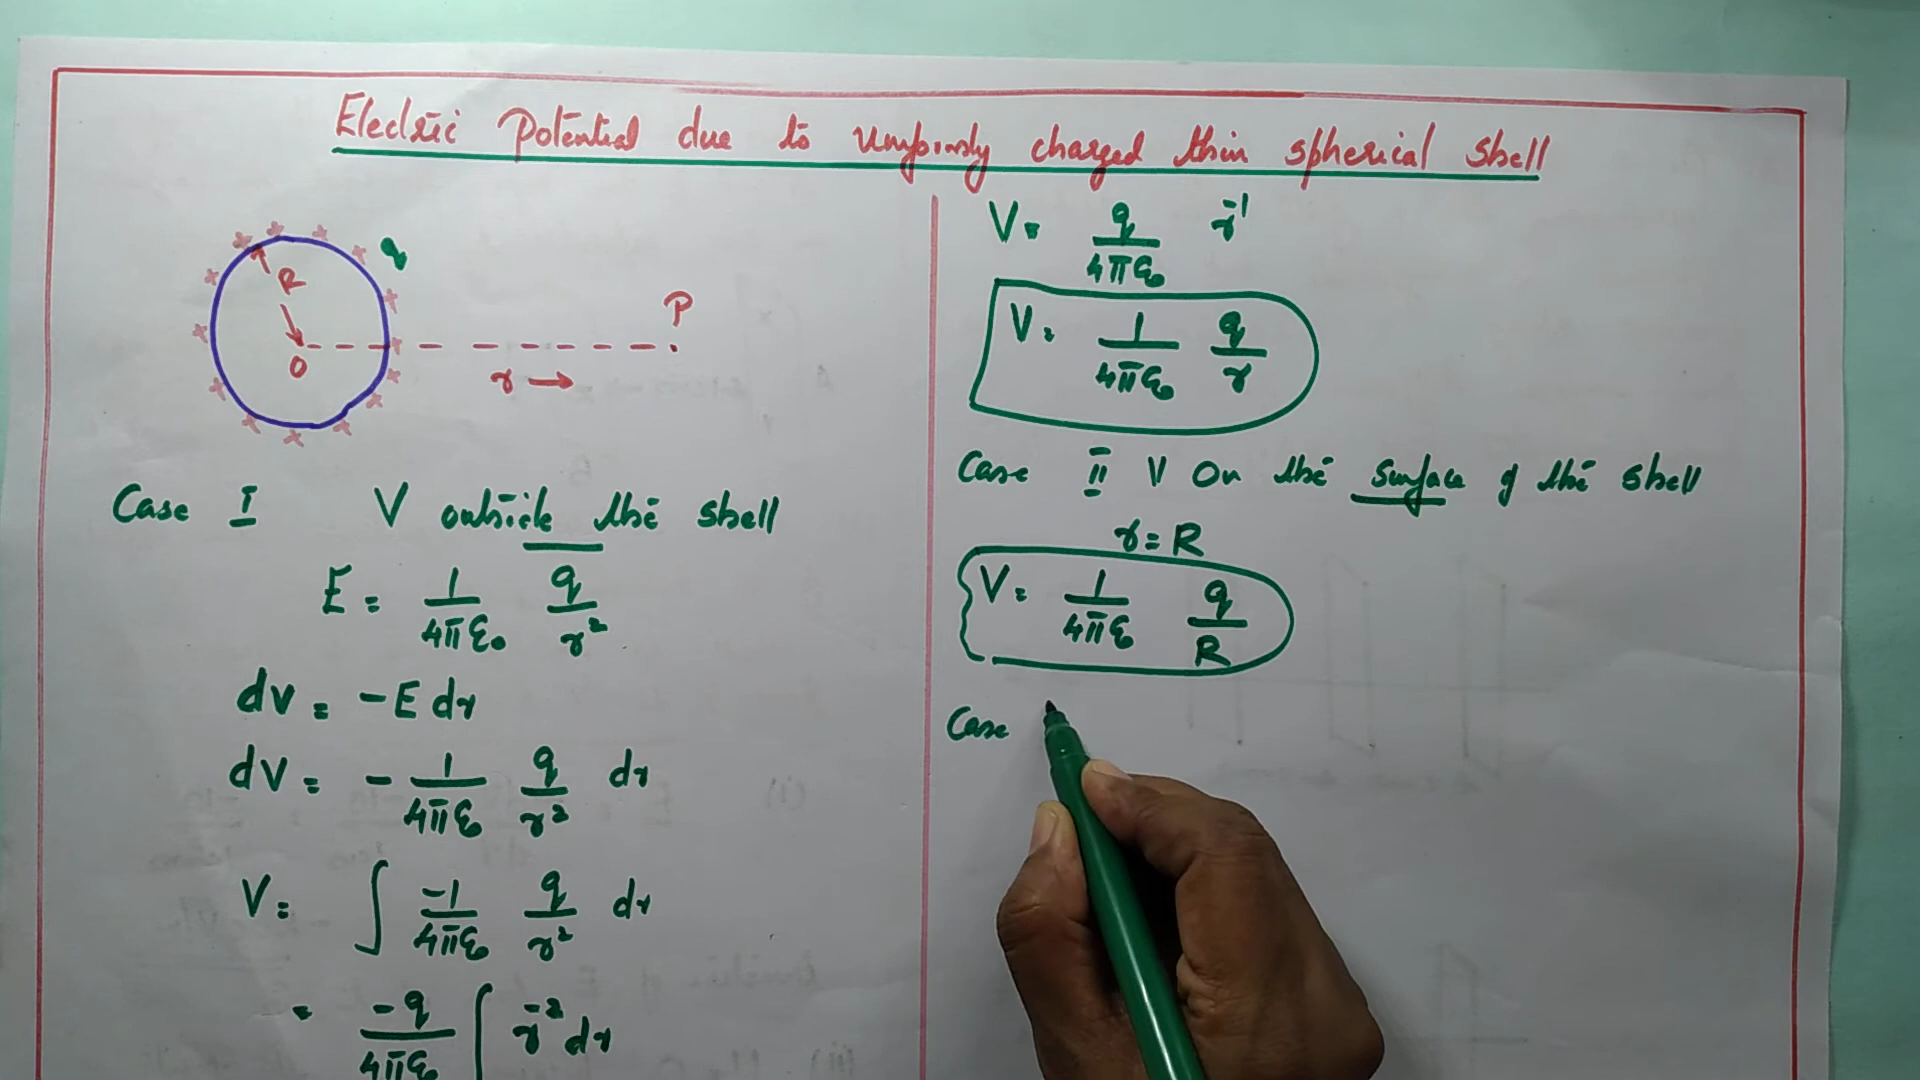 Electric Potential due to Uniformly charged thin spherical shell
q
R
P
O
r →
Case I V outside the shell
E = 1/4πε₀ q/r²
dV = -E dr
dV = - 1/4πε₀ q/r² dr
V = ∫ -1/4πε₀ q/r² dr
= -q/4πε₀ ∫ r⁻² dr
V = q/4πε₀ r⁻¹
V = 1/4πε₀ q/r
Case II V on the surface of the shell
r = R
V = 1/4πε₀ q/R
Case